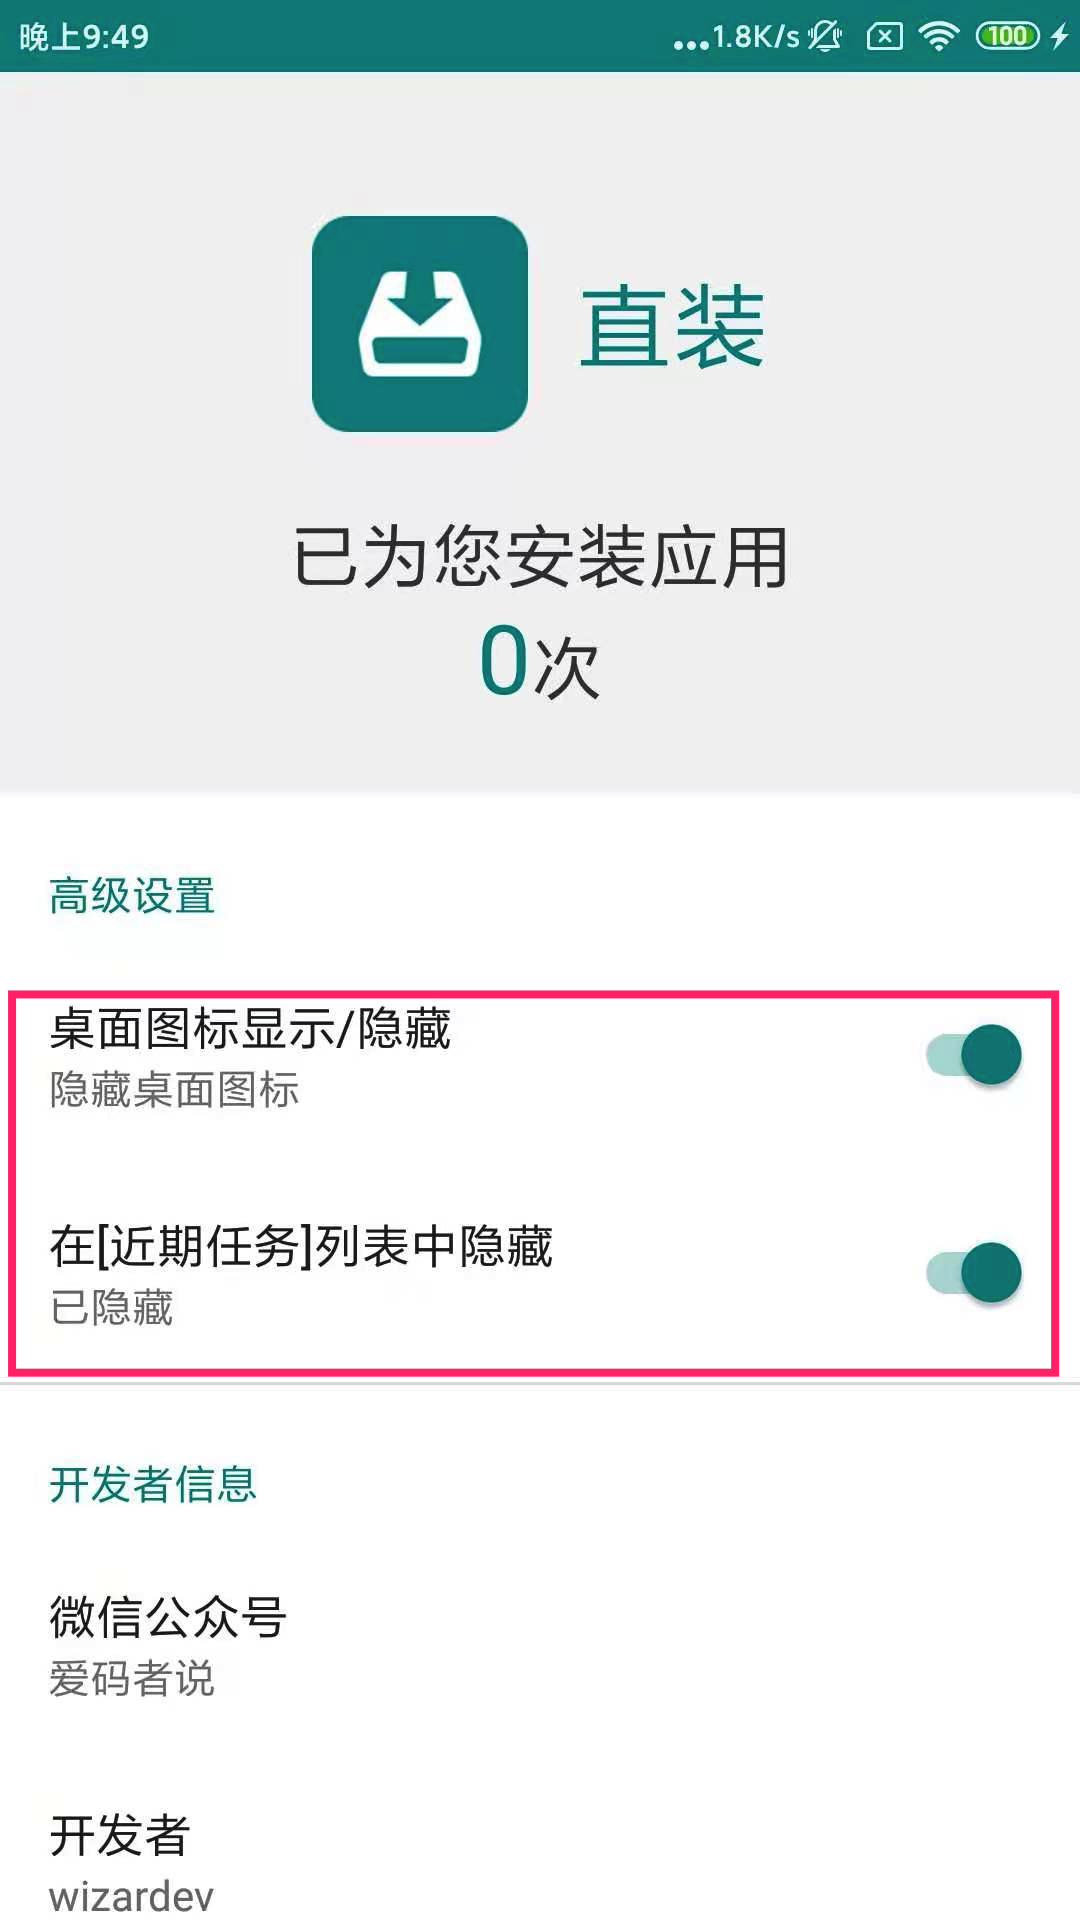 晚上9:49
...1.8K/s
100
直装
已为您安装应用
0次
高级设置
桌面图标显示/隐藏
隐藏桌面图标
在[近期任务]列表中隐藏
已隐藏
开发者信息
微信公众号
爱码者说
开发者
wizardev